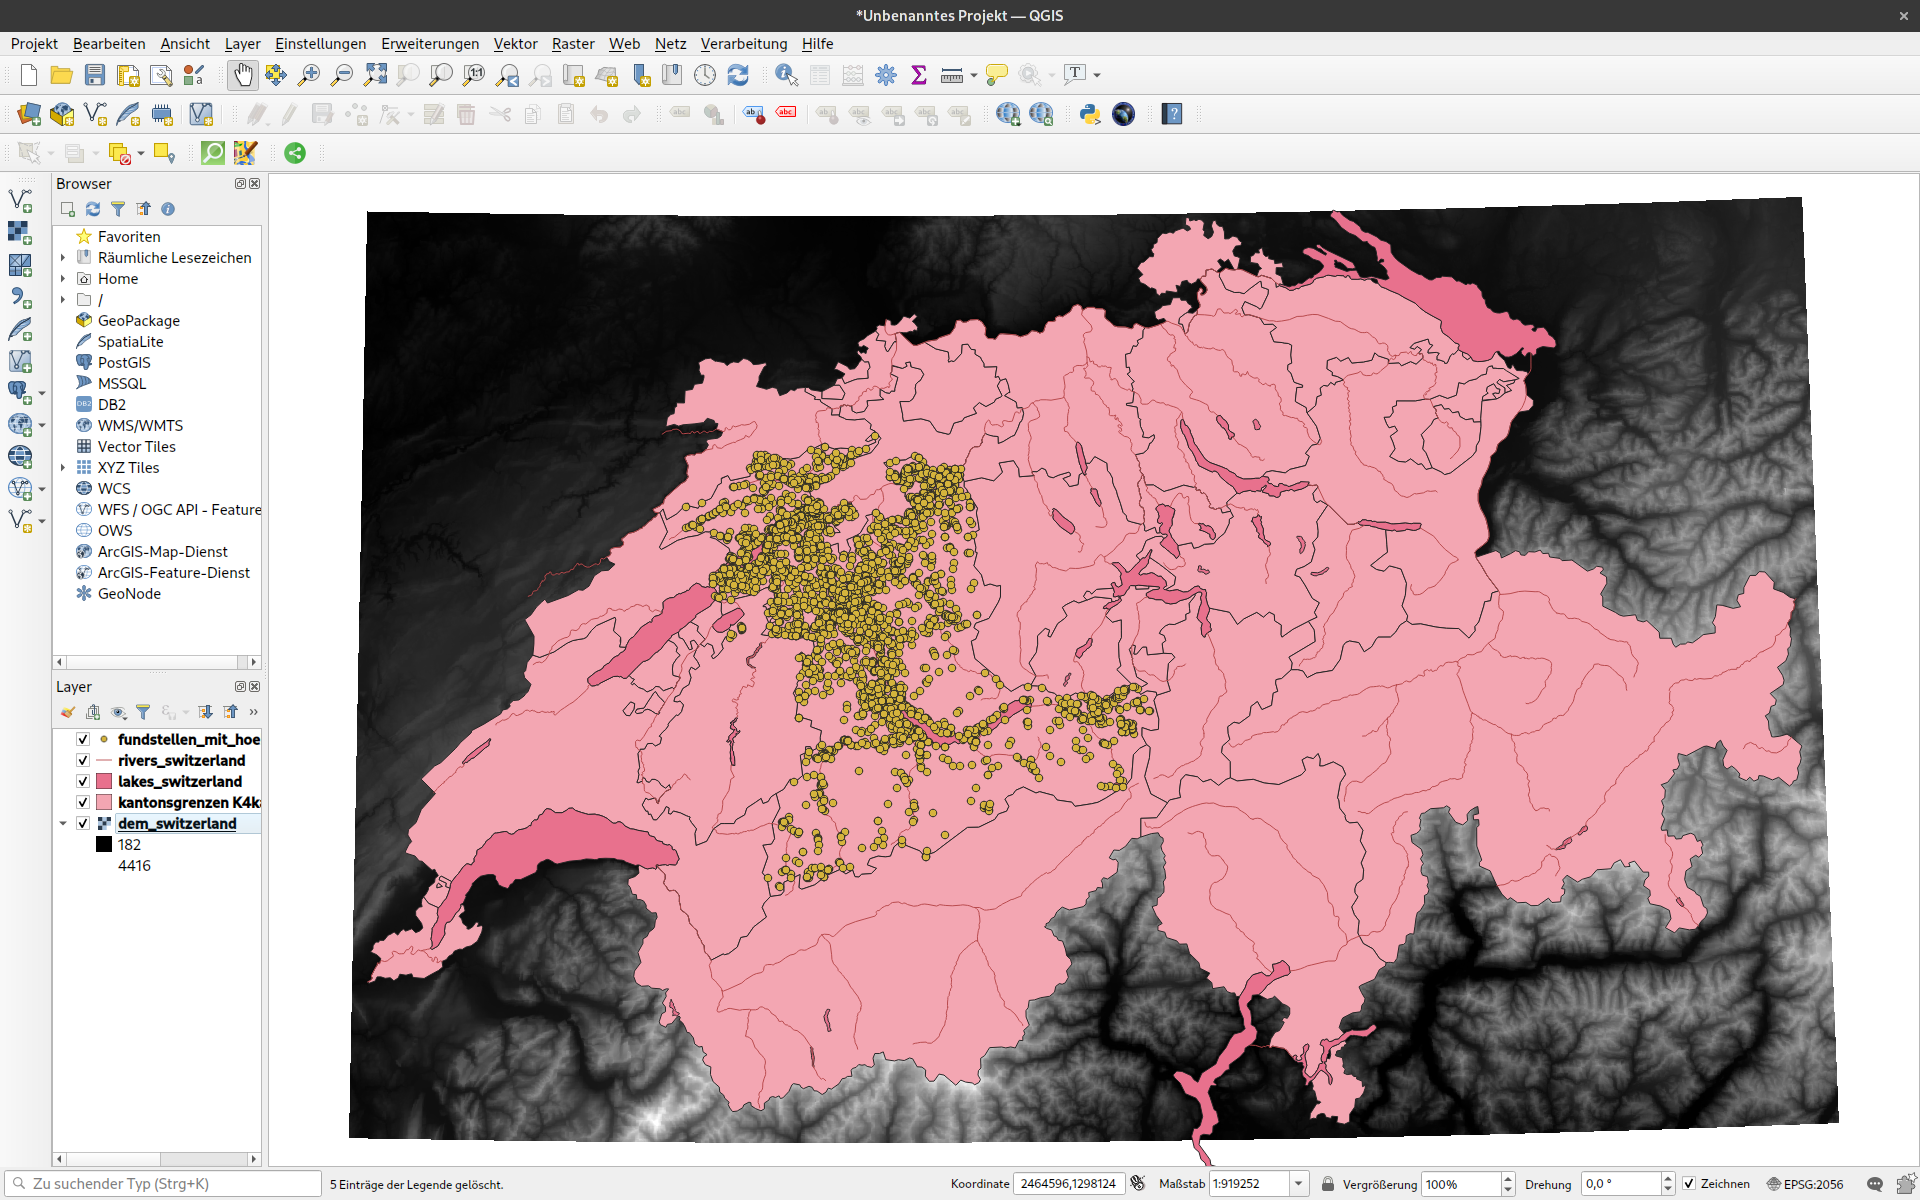 *Unbenanntes Projekt — QGIS
Projekt Bearbeiten Ansicht Layer Einstellungen Erweiterungen Vektor Raster Web Netz Verarbeitung Hilfe
Browser
Favoriten
Räumliche Lesezeichen
Home
/
GeoPackage
SpatiaLite
PostGIS
MSSQL
DB2
WMS/WMTS
Vector Tiles
XYZ Tiles
WCS
WFS / OGC API - Feature
OWS
ArcGIS-Map-Dienst
ArcGIS-Feature-Dienst
GeoNode
Layer
fundstellen_mit_hoe
rivers_switzerland
lakes_switzerland
kantonsgrenzen K4k
dem_switzerland
182
4416
Zu suchender Typ (Strg+K) 5 Einträge der Legende gelöscht. Koordinate 2464596,1298124 Maßstab 1:919252 Vergrößerung 100% Drehung 0,0 ° Zeichnen EPSG:2056